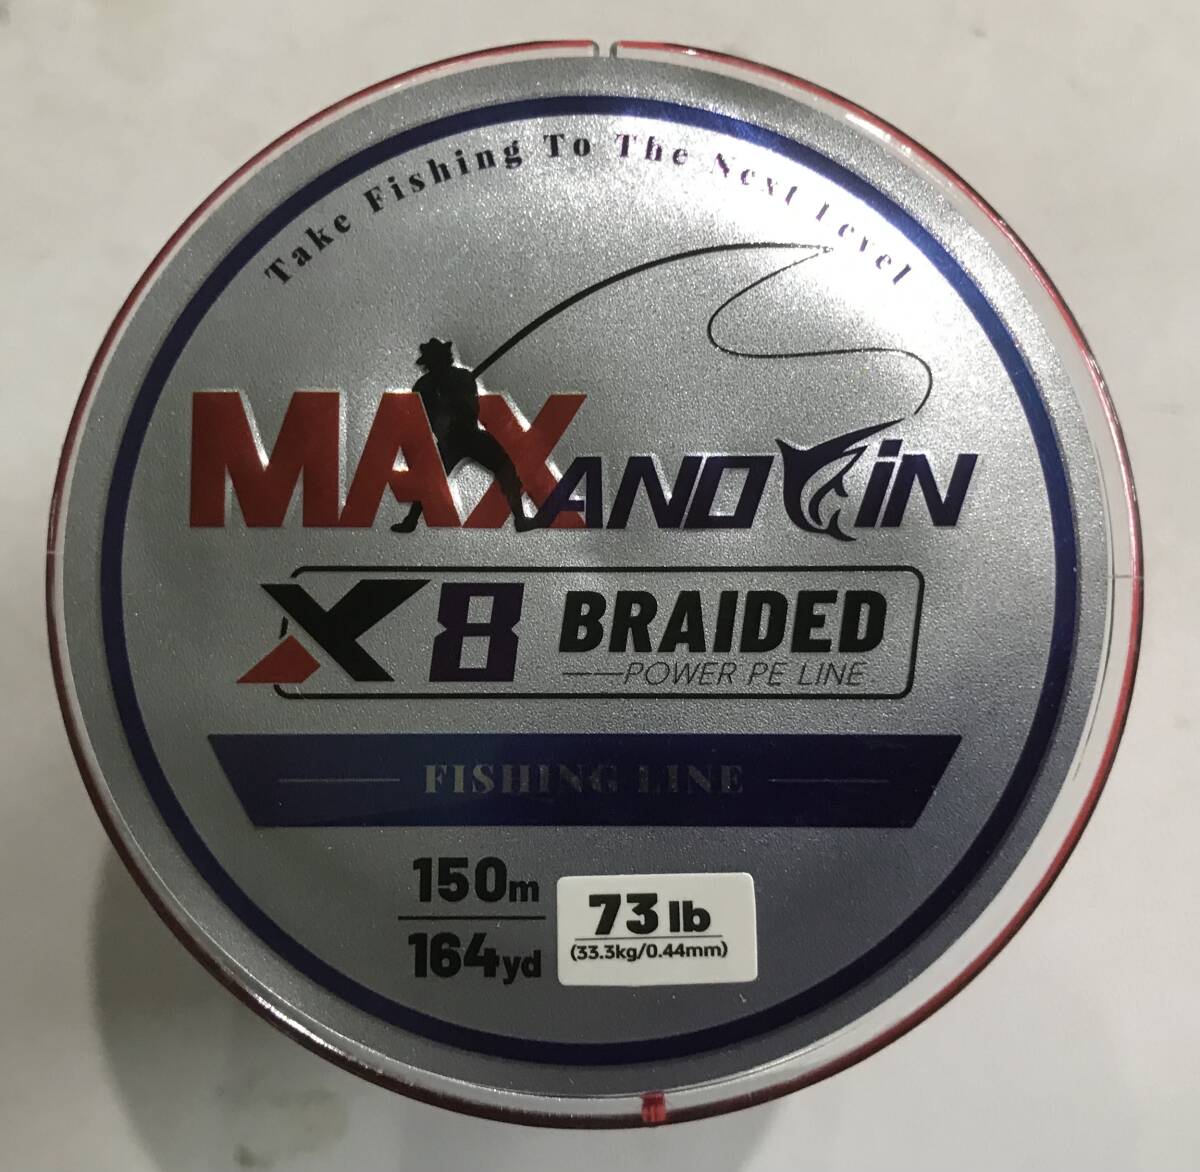 Take Fishing To The Next Level
MAXANDFiN
X8 BRAIDED
POWER PE LINE
FISHING LINE
150m
164yd
73 lb
(33.3kg/0.44mm)